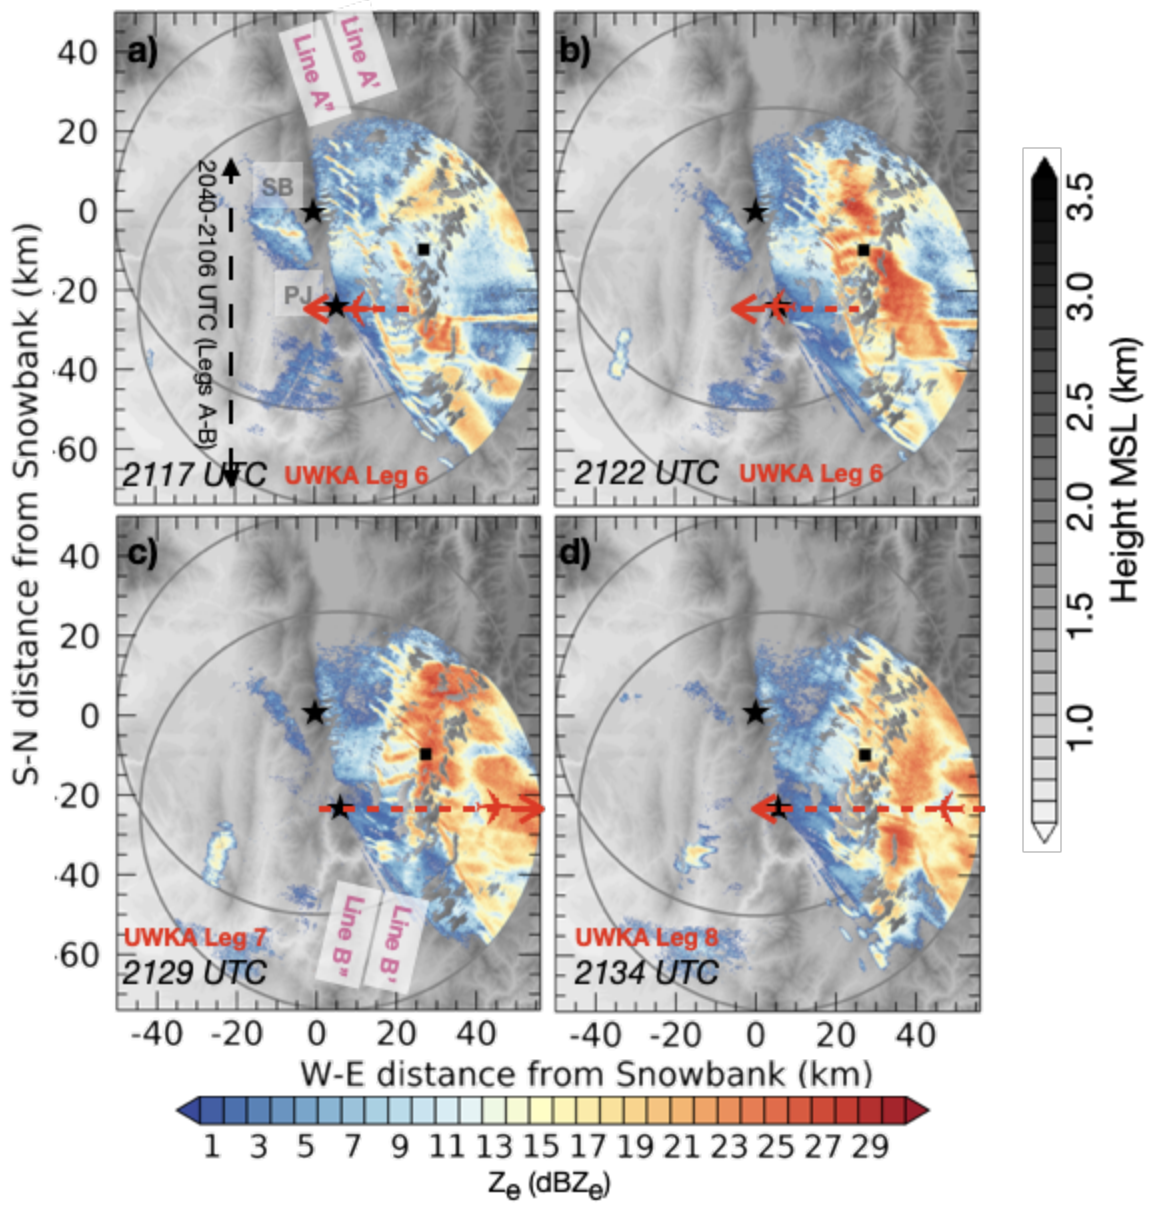 a)
Line A"
Line A'
SB
PJ
2040-2106 UTC (Legs A-B)
2117 UTC
UWKA Leg 6
b)
2122 UTC
UWKA Leg 6
40
20
0
-20
-40
-60
c)
Line B"
Line B'
UWKA Leg 7
2129 UTC
d)
UWKA Leg 8
2134 UTC
40
20
0
-20
-40
-60
-40 -20 0 20 40
-40 -20 0 20 40
S-N distance from Snowbank (km)
W-E distance from Snowbank (km)
3.5
3.0
2.5
2.0
1.5
1.0
Height MSL (km)
1 3 5 7 9 11 13 15 17 19 21 23 25 27 29
Ze (dBZe)